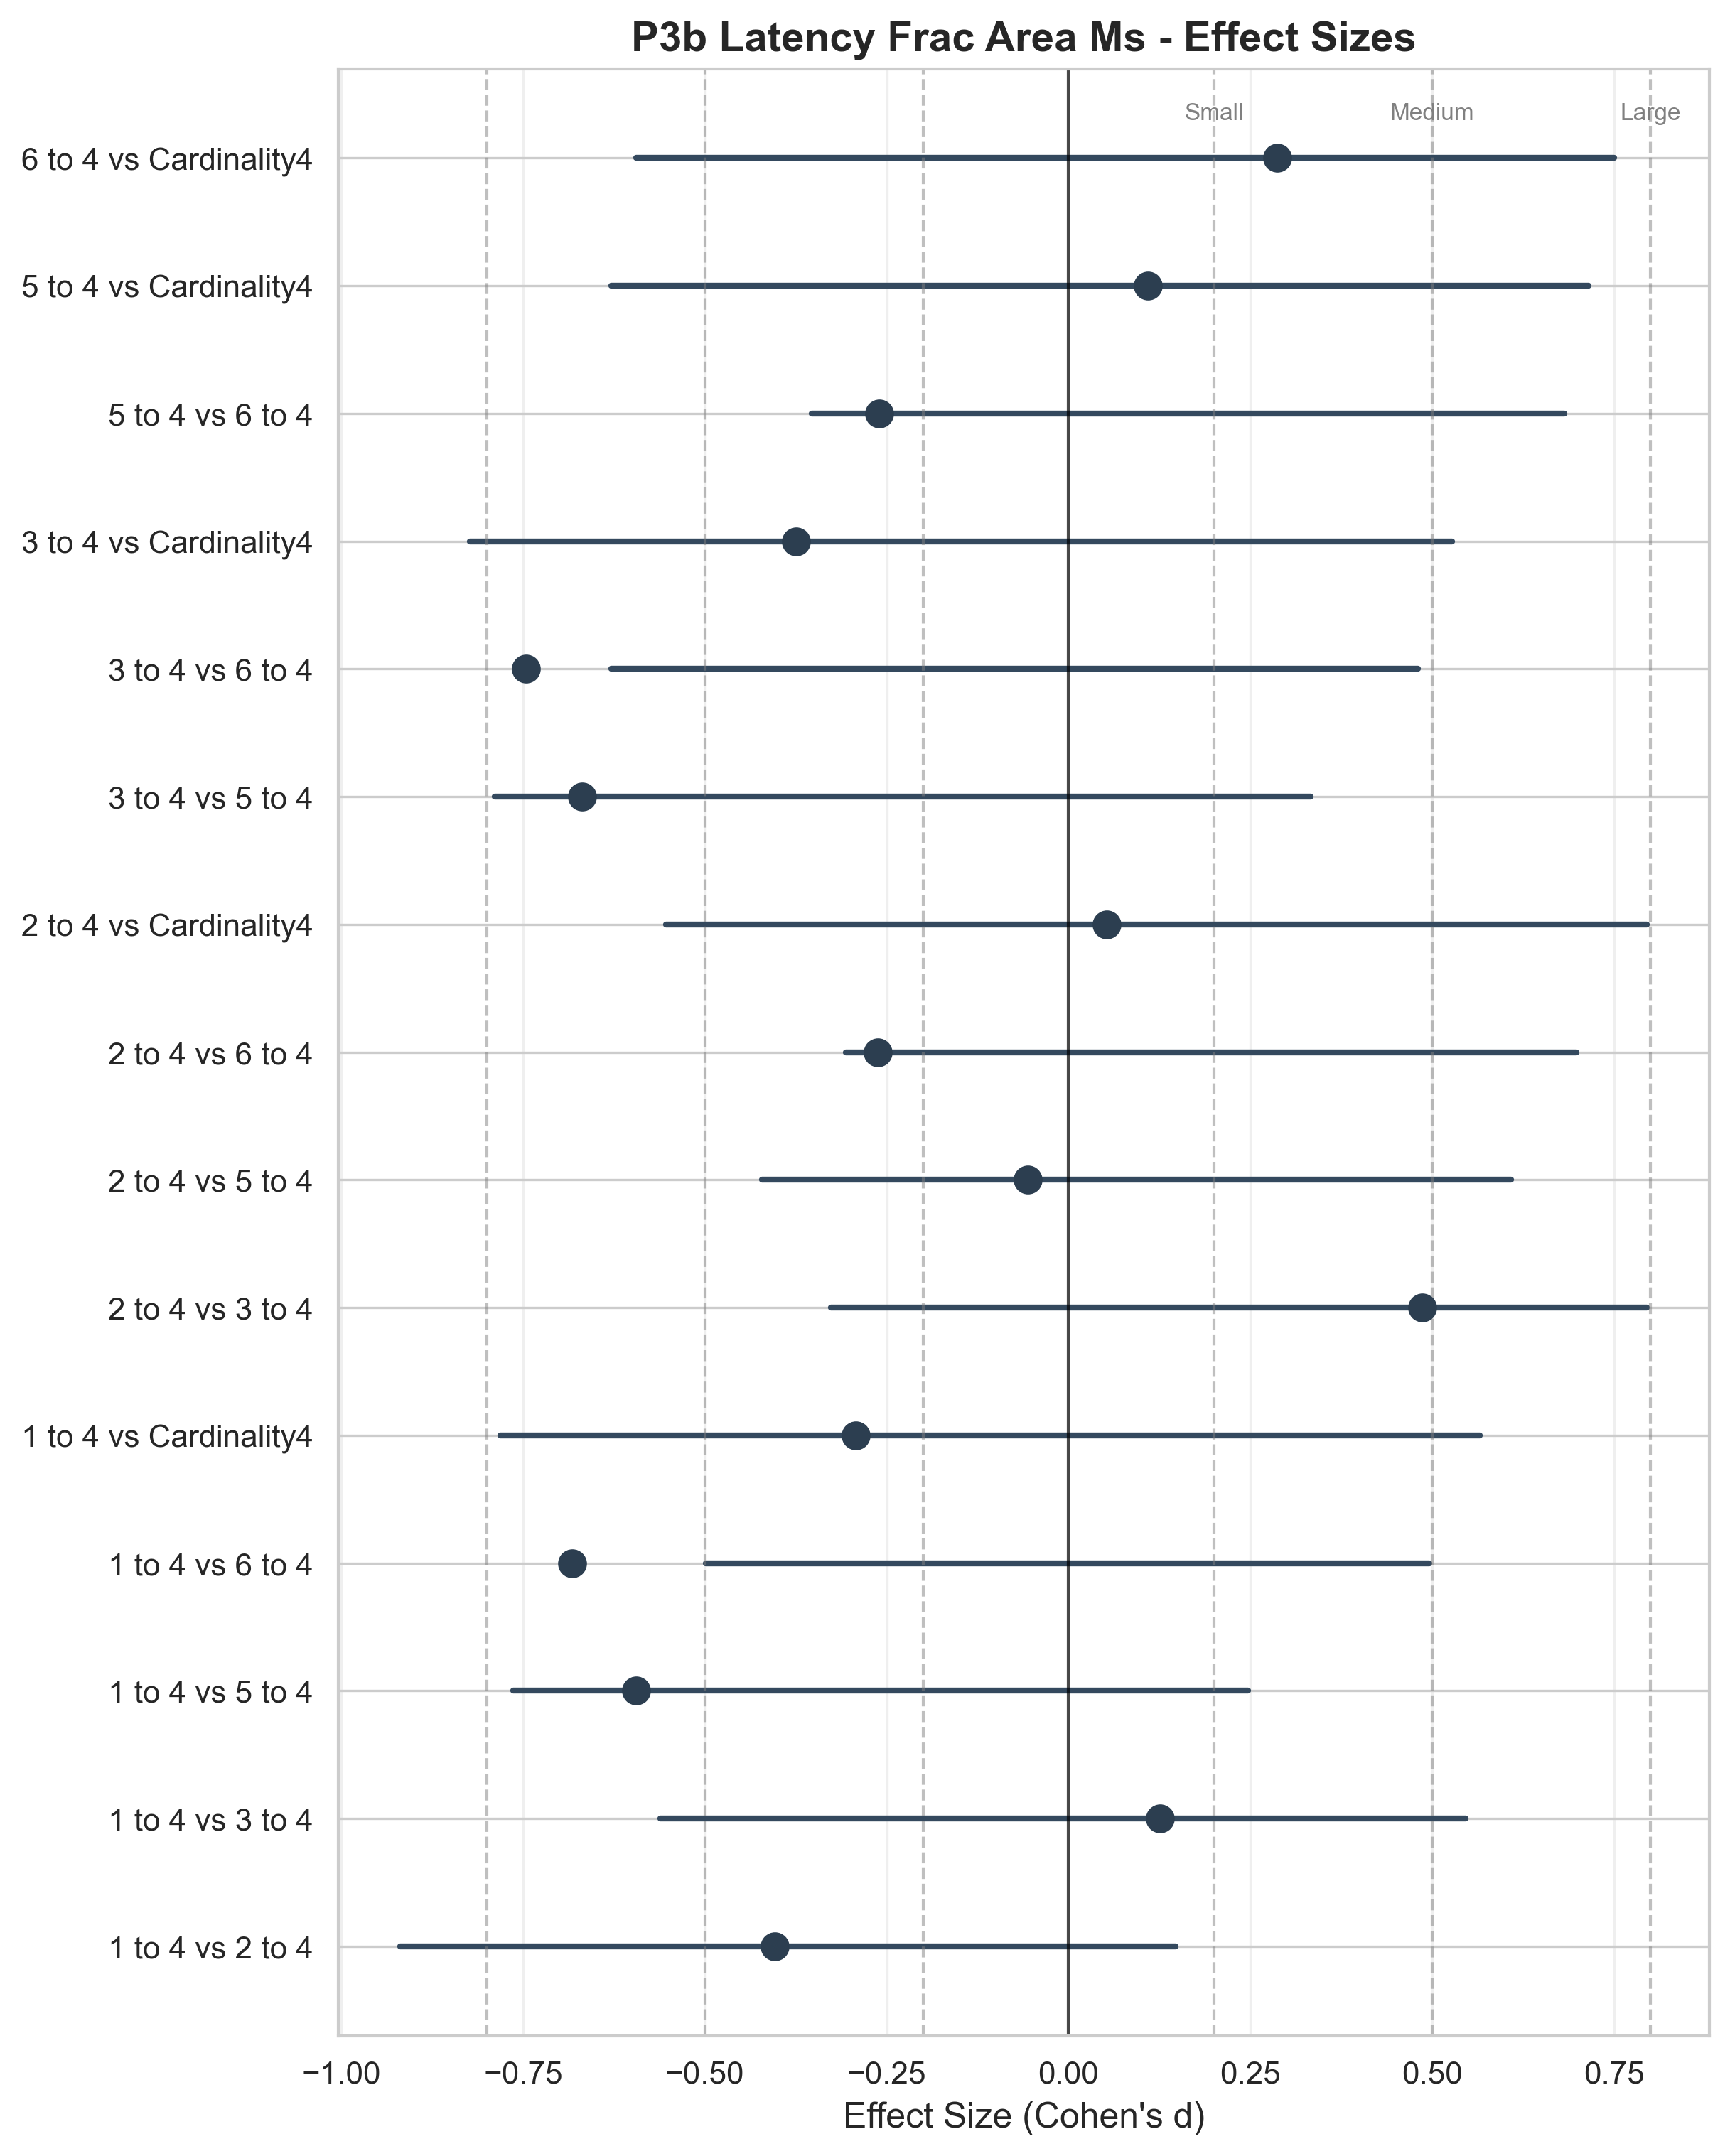 P3b Latency Frac Area Ms - Effect Sizes
Small Medium Large
6 to 4 vs Cardinality4
5 to 4 vs Cardinality4
5 to 4 vs 6 to 4
3 to 4 vs Cardinality4
3 to 4 vs 6 to 4
3 to 4 vs 5 to 4
2 to 4 vs Cardinality4
2 to 4 vs 6 to 4
2 to 4 vs 5 to 4
2 to 4 vs 3 to 4
1 to 4 vs Cardinality4
1 to 4 vs 6 to 4
1 to 4 vs 5 to 4
1 to 4 vs 3 to 4
1 to 4 vs 2 to 4
−1.00 −0.75 −0.50 −0.25 0.00 0.25 0.50 0.75
Effect Size (Cohen's d)